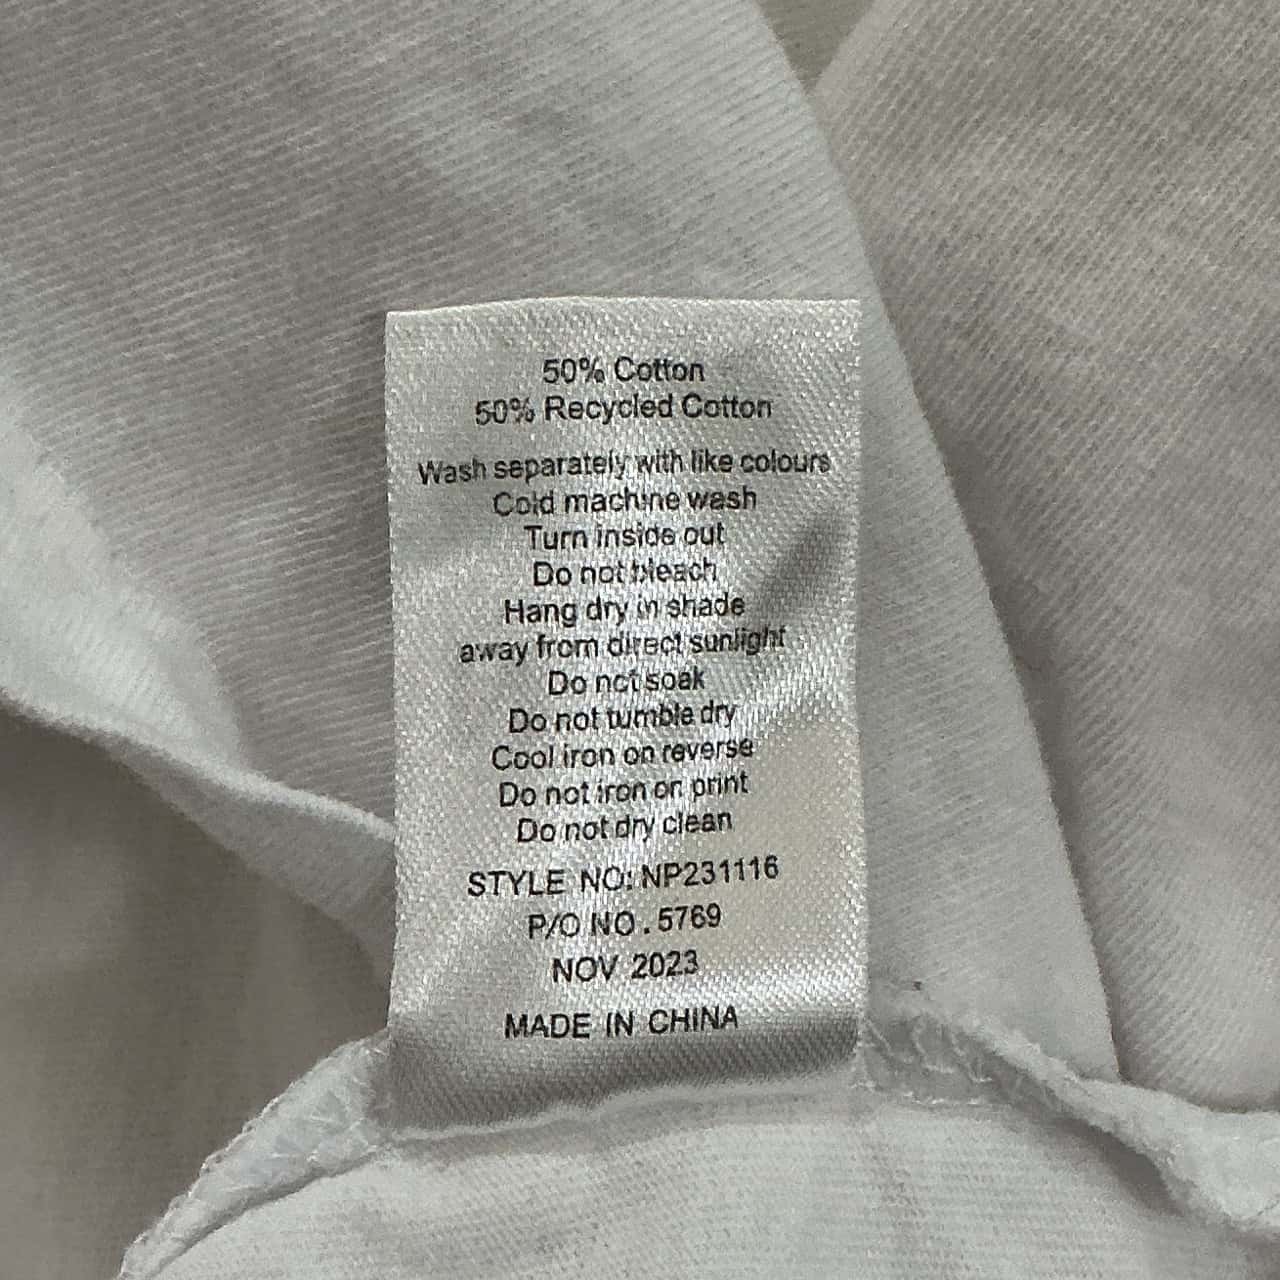 50% Cotton
50% Recycled Cotton
Wash separately with like colours
Cold machine wash
Turn inside out
Do not bleach
Hang dry in shade
away from direct sunlight
Do not soak
Do not tumble dry
Cool iron on reverse
Do not iron on print
Do not dry clean
STYLE NO: NP231116
P/O NO. 5769
NOV 2023
MADE IN CHINA